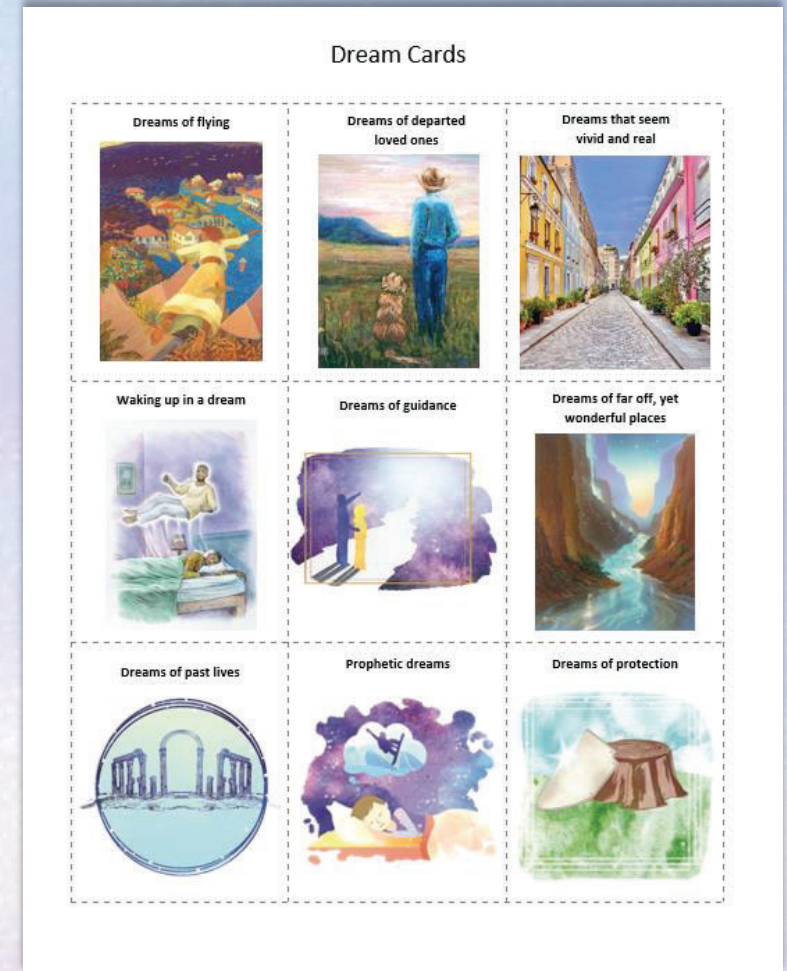 Dream Cards
Dreams of flying
Dreams of departed
loved ones
Dreams that seem
vivid and real
Waking up in a dream
Dreams of guidance
Dreams of far off, yet
wonderful places
Dreams of past lives
Prophetic dreams
Dreams of protection